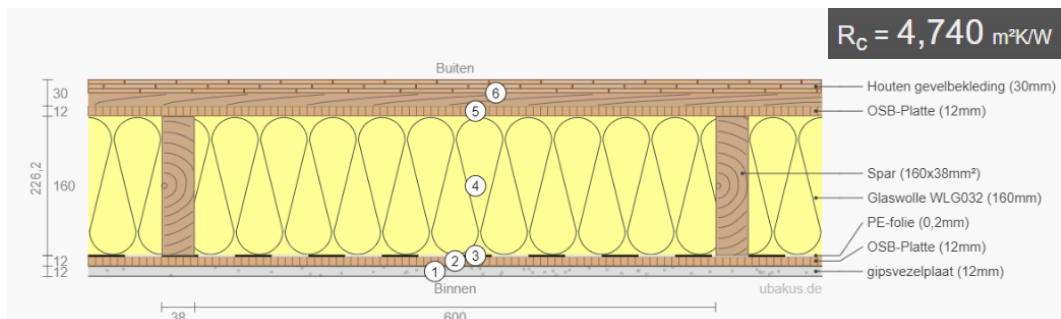 Rc = 4,740 m²K/W
Buiten
30
12
226,2
160
12
12
6
5
4
3
2
1
Houten gevelbekleding (30mm)
OSB-Platte (12mm)
Spar (160x38mm²)
Glaswolle WLG032 (160mm)
PE-folie (0,2mm)
OSB-Platte (12mm)
gipsvezelplaat (12mm)
Binnen
ubakus.de
38
600